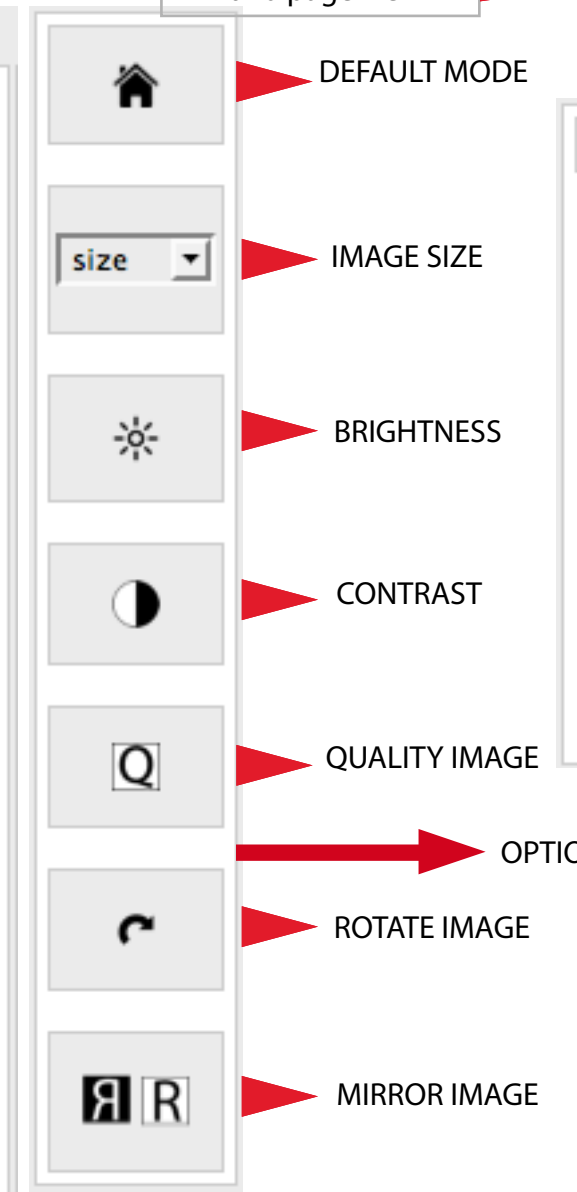 DEFAULT MODE
size
IMAGE SIZE
BRIGHTNESS
CONTRAST
Q
QUALITY IMAGE
ROTATE IMAGE
R R
MIRROR IMAGE